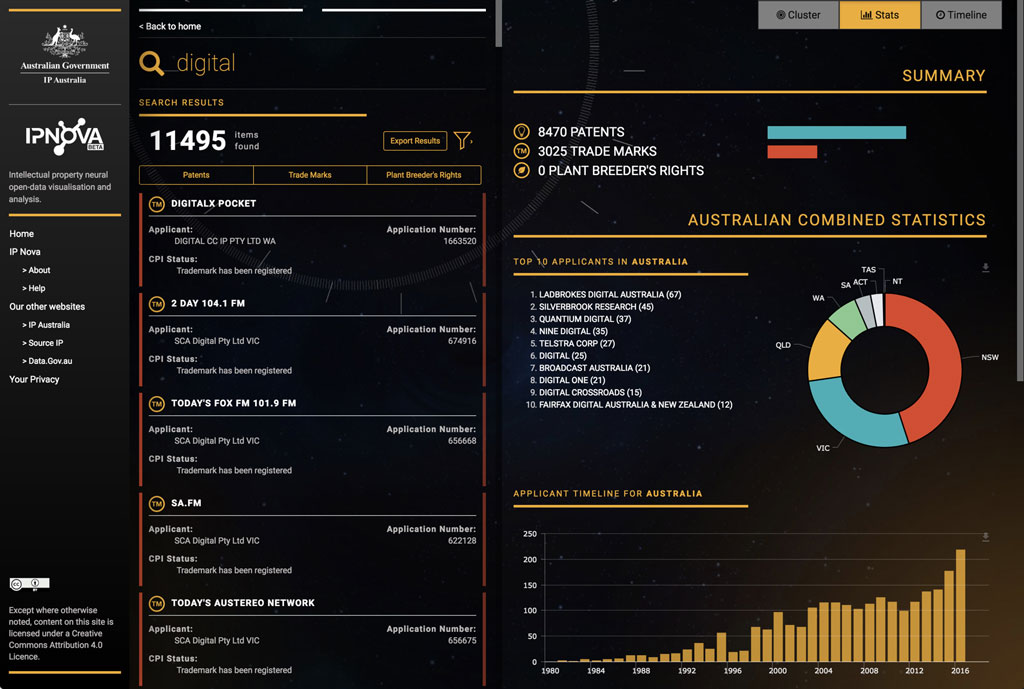 Australian Government
IP Australia
IPNOVA
BETA
Intellectual property neural
open-data visualisation and
analysis.
Home
IP Nova
> About
> Help
Our other websites
> IP Australia
> Source IP
> Data.Gov.au
Your Privacy
cc
BY
Except where otherwise
noted, content on this site is
licensed under a Creative
Commons Attribution 4.0
Licence.
< Back to home
digital
SEARCH RESULTS
11495 items found
Export Results
Patents Trade Marks Plant Breeder's Rights
TM DIGITALX POCKET
Applicant: Application Number:
DIGITAL CC IP PTY LTD WA 1663520
CPI Status:
Trademark has been registered
TM 2 DAY 104.1 FM
Applicant: Application Number:
SCA Digital Pty Ltd VIC 674916
CPI Status:
Trademark has been registered
TM TODAY'S FOX FM 101.9 FM
Applicant: Application Number:
SCA Digital Pty Ltd VIC 656668
CPI Status:
Trademark has been registered
TM SA.FM
Applicant: Application Number:
SCA Digital Pty Ltd VIC 622128
CPI Status:
Trademark has been registered
TM TODAY'S AUSTEREO NETWORK
Applicant: Application Number:
SCA Digital Pty Ltd VIC 656675
CPI Status:
Trademark has been registered
Cluster Stats Timeline
SUMMARY
8470 PATENTS
TM 3025 TRADE MARKS
0 PLANT BREEDER'S RIGHTS
AUSTRALIAN COMBINED STATISTICS
TOP 10 APPLICANTS IN AUSTRALIA
1. LADBROKES DIGITAL AUSTRALIA (67)
2. SILVERBROOK RESEARCH (45)
3. QUANTIUM DIGITAL (37)
4. NINE DIGITAL (35)
5. TELSTRA CORP (27)
6. DIGITAL (25)
7. BROADCAST AUSTRALIA (21)
8. DIGITAL ONE (21)
9. DIGITAL CROSSROADS (15)
10. FAIRFAX DIGITAL AUSTRALIA & NEW ZEALAND (12)
TAS
SA ACT NT
WA
QLD
NSW
VIC
APPLICANT TIMELINE FOR AUSTRALIA
250
200
150
100
50
0
1980 1984 1988 1992 1996 2000 2004 2008 2012 2016